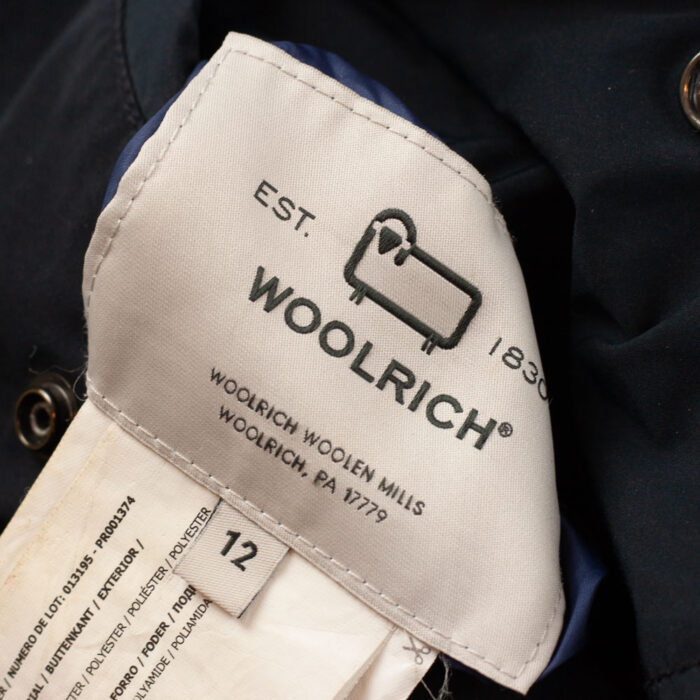 EST.
1830
WOOLRICH®
WOOLRICH WOOLEN MILLS
WOOLRICH, PA 17779
12
NUMERO DE LOT: 013195 - PR001374
BUITENKANT / EXTERIOR /
POLYESTER / POLIÉSTER / POLYESTER
FORRO / FODER /
POLYAMIDE / POLIAMIDA